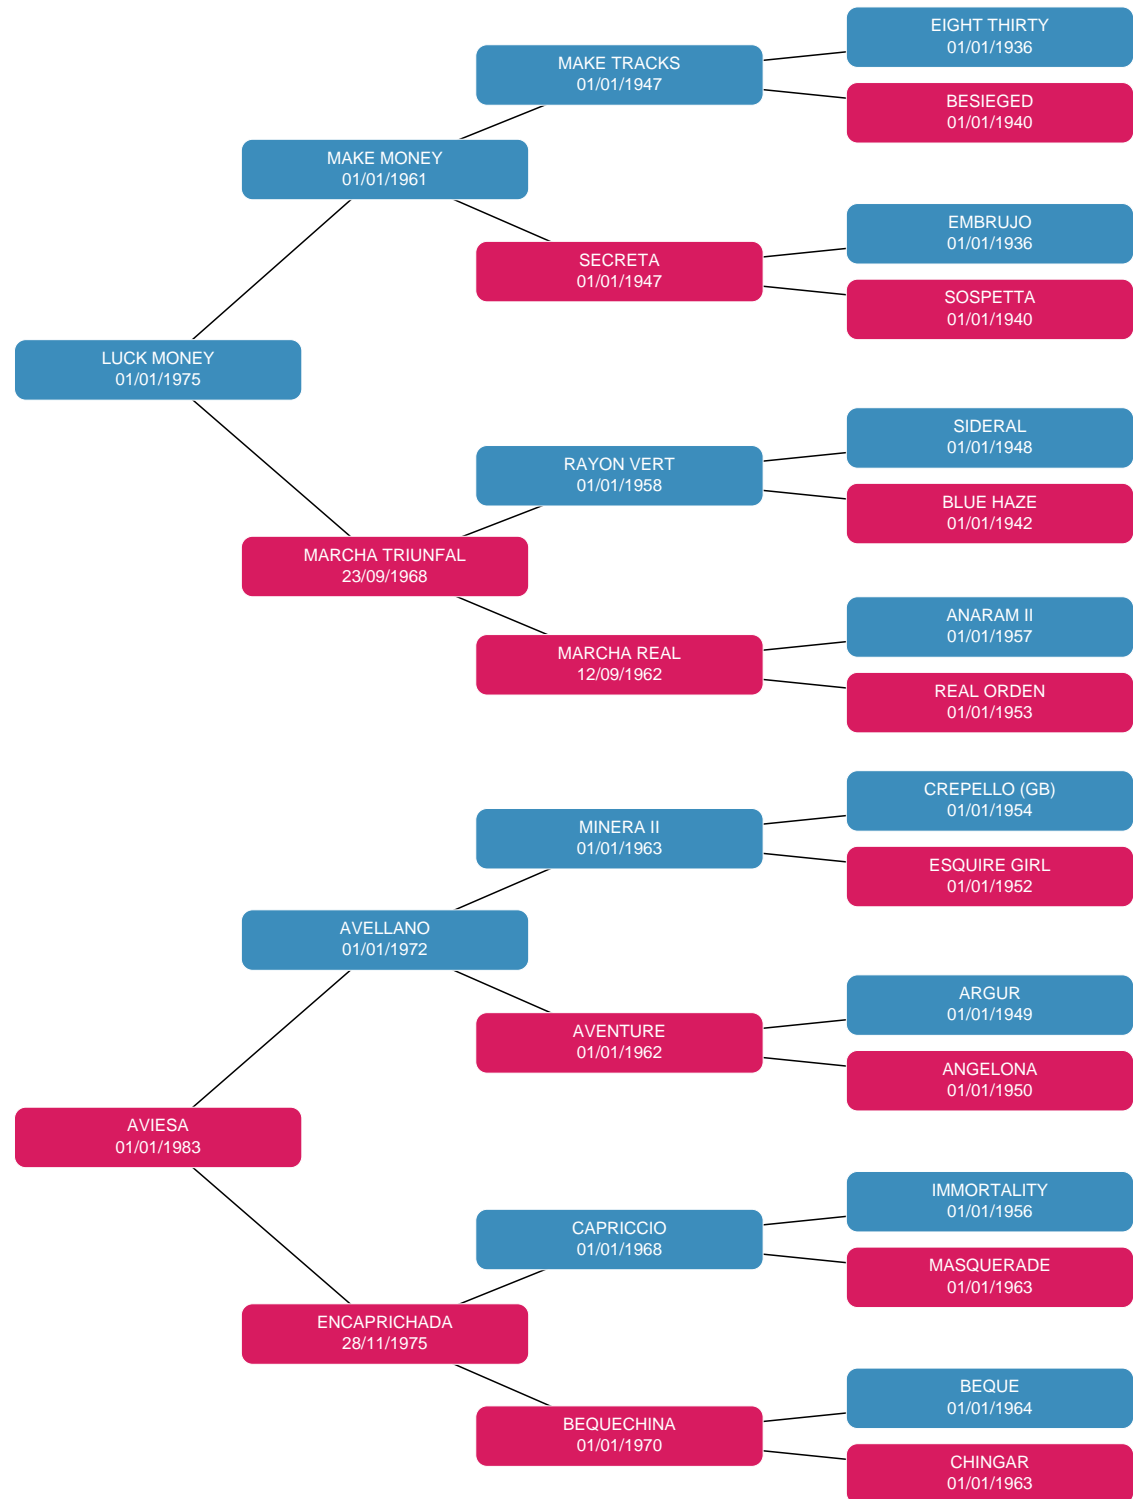 EIGHT THIRTY
01/01/1936
MAKE TRACKS
01/01/1947
BESIEGED
01/01/1940
MAKE MONEY
01/01/1961
EMBRUJO
01/01/1936
SECRETA
01/01/1947
SOSPETTA
01/01/1940
LUCK MONEY
01/01/1975
SIDERAL
01/01/1948
RAYON VERT
01/01/1958
BLUE HAZE
01/01/1942
MARCHA TRIUNFAL
23/09/1968
ANARAM II
01/01/1957
MARCHA REAL
12/09/1962
REAL ORDEN
01/01/1953
CREPELLO (GB)
01/01/1954
MINERA II
01/01/1963
ESQUIRE GIRL
01/01/1952
AVELLANO
01/01/1972
ARGUR
01/01/1949
AVENTURE
01/01/1962
ANGELONA
01/01/1950
AVIESA
01/01/1983
IMMORTALITY
01/01/1956
CAPRICCIO
01/01/1968
MASQUERADE
01/01/1963
ENCAPRICHADA
28/11/1975
BEQUE
01/01/1964
BEQUECHINA
01/01/1970
CHINGAR
01/01/1963